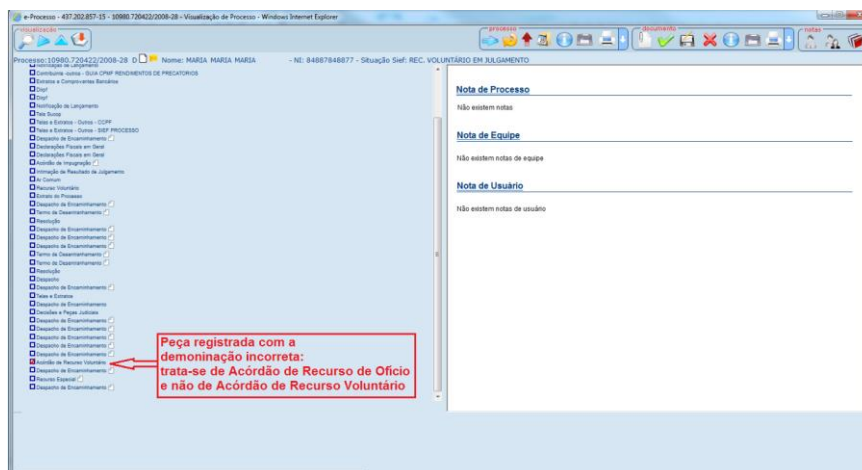 e-Processo - 437.202.857-15 - 10980.720422/2008-28 - Visualização de Processo - Windows Internet Explorer
visualização
processo
documento
notas
Processo:10980.720422/2008-28 D Nome: MARIA MARIA MARIA - NI: 84887848877 - Situação Sief: REC. VOLUNTÁRIO EM JULGAMENTO
Notificação de Lançamento
Contribuinte - outros - GUIA CPMF RENDIMENTOS DE PRECATORIOS
Extratos e Comprovantes Bancários
Dispf
Dispf
Notificação de Lançamento
Tela Sucop
Telas e Extratos - Outros - CCPF
Telas e Extratos - Outros - SIEF PROCESSO
Despacho de Encaminhamento
Declarações Fiscais em Geral
Declarações Fiscais em Geral
Acórdão de Impugnação
Intimação de Resultado de Julgamento
Ar Comum
Recurso Voluntário
Extrato do Processo
Despacho de Encaminhamento
Termo de Desentranhamento
Resolução
Despacho de Encaminhamento
Despacho de Encaminhamento
Despacho de Encaminhamento
Termo de Desentranhamento
Termo de Desentranhamento
Resolução
Despacho
Despacho de Encaminhamento
Telas e Extratos
Despacho de Encaminhamento
Decisões e Peças Judiciais
Despacho de Encaminhamento
Despacho de Encaminhamento
Despacho de Encaminhamento
Despacho de Encaminhamento
Despacho de Encaminhamento
Acórdão de Recurso Voluntário
Despacho de Encaminhamento
Recurso Especial
Despacho de Encaminhamento
Peça registrada com a
demoninação incorreta:
trata-se de Acórdão de Recurso de Ofício
e não de Acórdão de Recurso Voluntário
Nota de Processo
Não existem notas
Nota de Equipe
Não existem notas de equipe
Nota de Usuário
Não existem notas de usuário